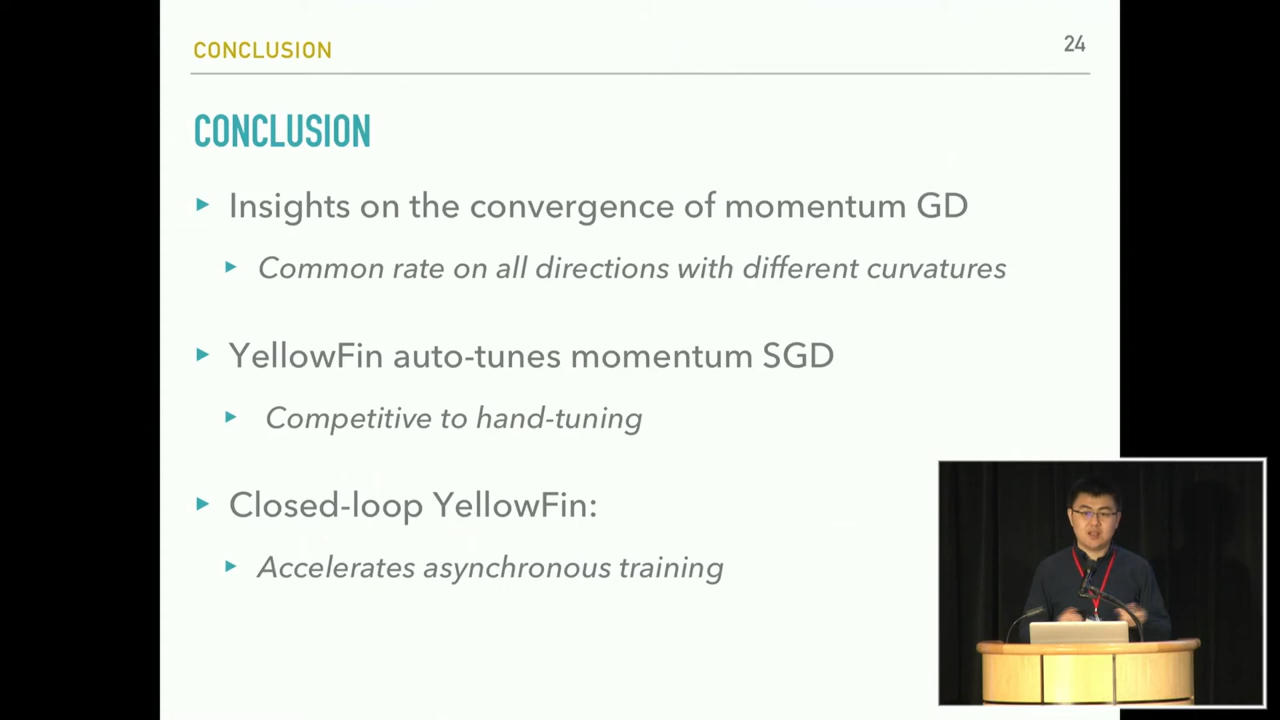 CONCLUSION
24
CONCLUSION
Insights on the convergence of momentum GD
Common rate on all directions with different curvatures
YellowFin auto-tunes momentum SGD
Competitive to hand-tuning
Closed-loop YellowFin:
Accelerates asynchronous training